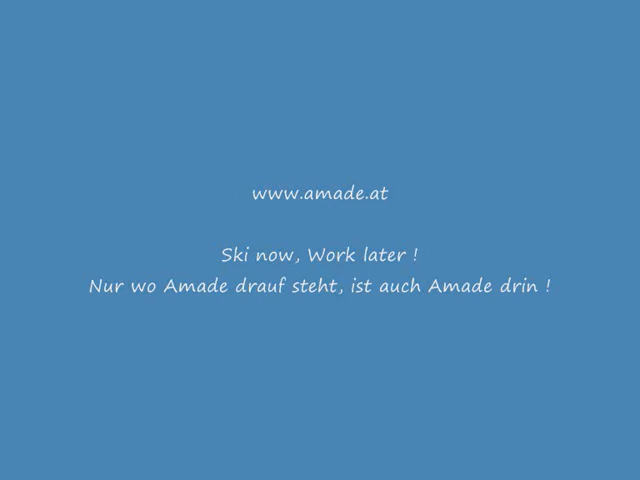 www.amade.at
Ski now, Work later !
Nur wo Amade drauf steht, ist auch Amade drin !